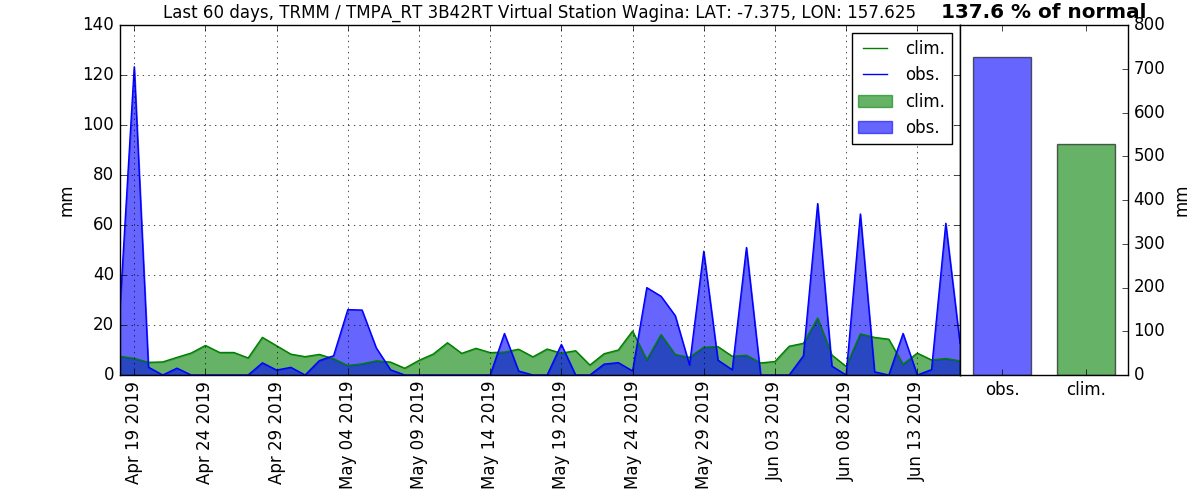 Last 60 days, TRMM / TMPA_RT 3B42RT Virtual Station Wagina: LAT: -7.375, LON: 157.625
137.6 % of normal
140
120
100
80
60
40
20
0
mm
clim.
obs.
clim.
obs.
800
700
600
500
400
300
200
100
0
mm
obs.
clim.
Apr 19 2019
Apr 24 2019
Apr 29 2019
May 04 2019
May 09 2019
May 14 2019
May 19 2019
May 24 2019
May 29 2019
Jun 03 2019
Jun 08 2019
Jun 13 2019